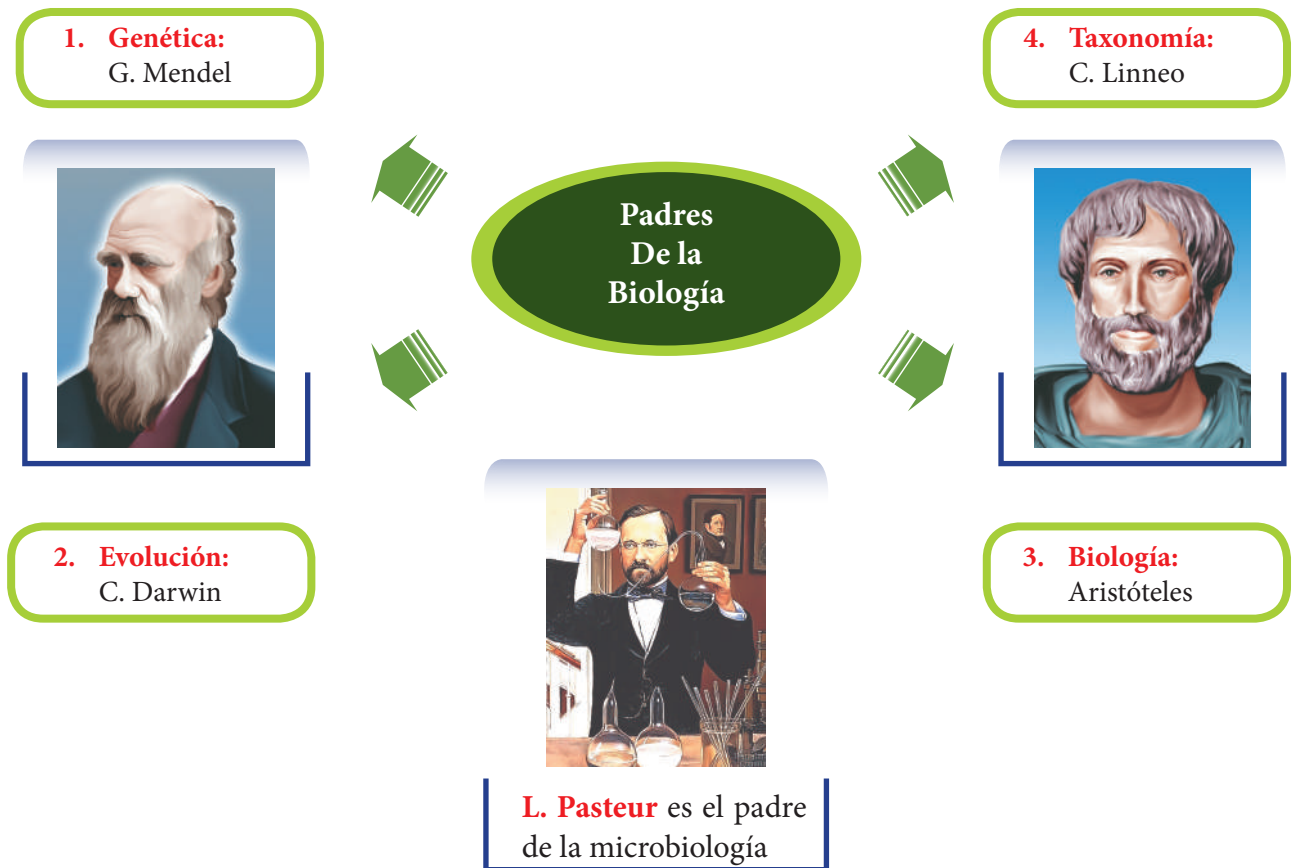 1. Genética:
G. Mendel
4. Taxonomía:
C. Linneo
Padres
De la
Biología
2. Evolución:
C. Darwin
3. Biología:
Aristóteles
L. Pasteur es el padre
de la microbiología